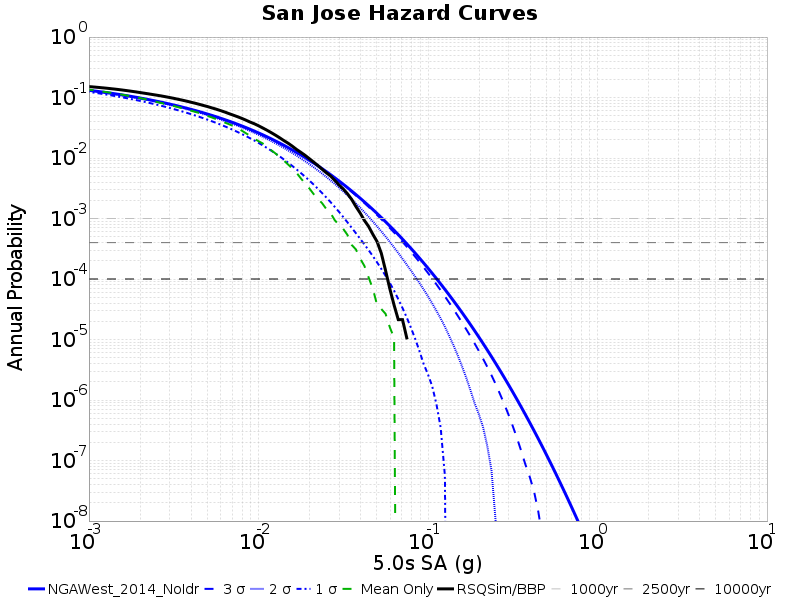 San Jose Hazard Curves
Annual Probability
10^0
10^-1
10^-2
10^-3
10^-4
10^-5
10^-6
10^-7
10^-8
10^-3 10^-2 10^-1 10^0 10^1
5.0s SA (g)
NGAWest_2014_NoIdr 3 σ 2 σ 1 σ Mean Only RSQSim/BBP 1000yr 2500yr 10000yr